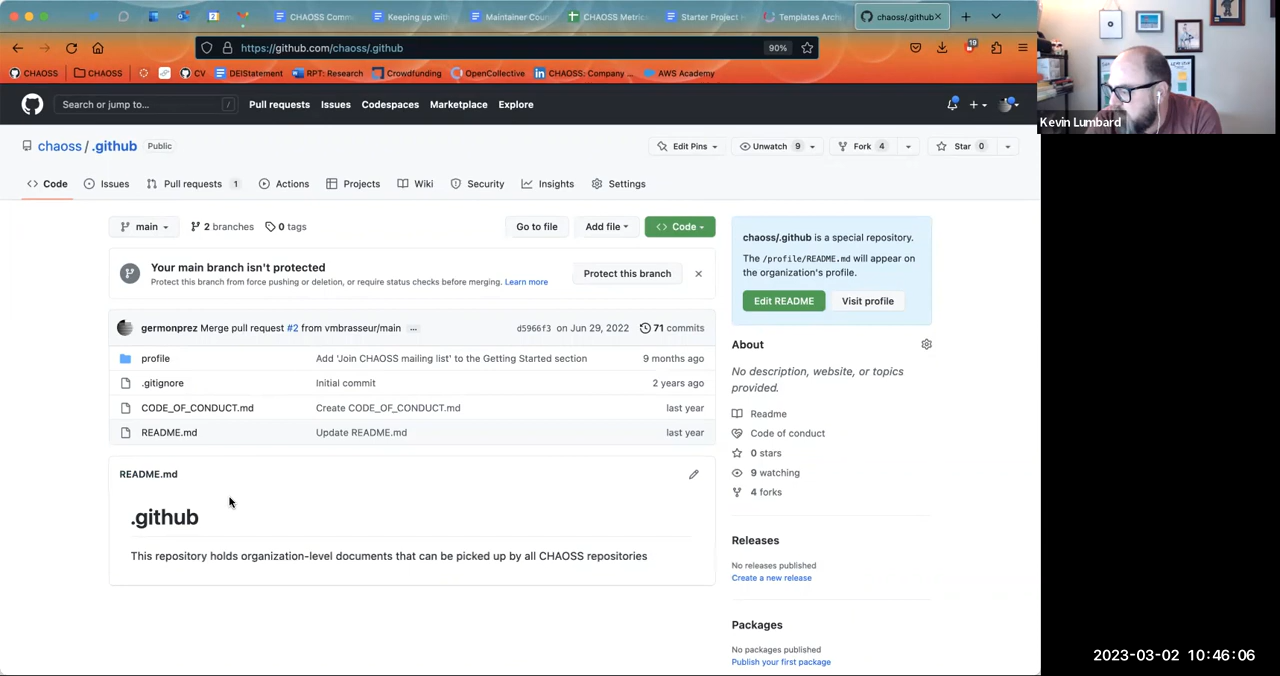 CHAOSS Comm
Keeping up with
Maintainer Cou
CHAOSS Metric
Starter Project
Templates Arch
chaoss/.github
https://github.com/chaoss/.github
90%
19
CHAOSS
CHAOSS
CV
DEIStatement
RPT: Research
Crowdfunding
OpenCollective
CHAOSS: Company ...
AWS Academy
Search or jump to...
/
Pull requests
Issues
Codespaces
Marketplace
Explore
chaoss / .github
Public
Edit Pins
Unwatch 9
Fork 4
Star 0
Code
Issues
Pull requests 1
Actions
Projects
Wiki
Security
Insights
Settings
main
2 branches
0 tags
Go to file
Add file
Code
Your main branch isn't protected
Protect this branch from force pushing or deletion, or require status checks before merging. Learn more
Protect this branch
germonprez Merge pull request #2 from vmbrasseur/main ...
d5966f3 on Jun 29, 2022
71 commits
profile
Add 'Join CHAOSS mailing list' to the Getting Started section
9 months ago
.gitignore
Initial commit
2 years ago
CODE_OF_CONDUCT.md
Create CODE_OF_CONDUCT.md
last year
README.md
Update README.md
last year
README.md
.github
This repository holds organization-level documents that can be picked up by all CHAOSS repositories
chaoss/.github is a special repository.
The /profile/README.md will appear on
the organization's profile.
Edit README
Visit profile
About
No description, website, or topics
provided.
Readme
Code of conduct
0 stars
9 watching
4 forks
Releases
No releases published
Create a new release
Packages
No packages published
Publish your first package
Kevin Lumbard
2023-03-02 10:46:06